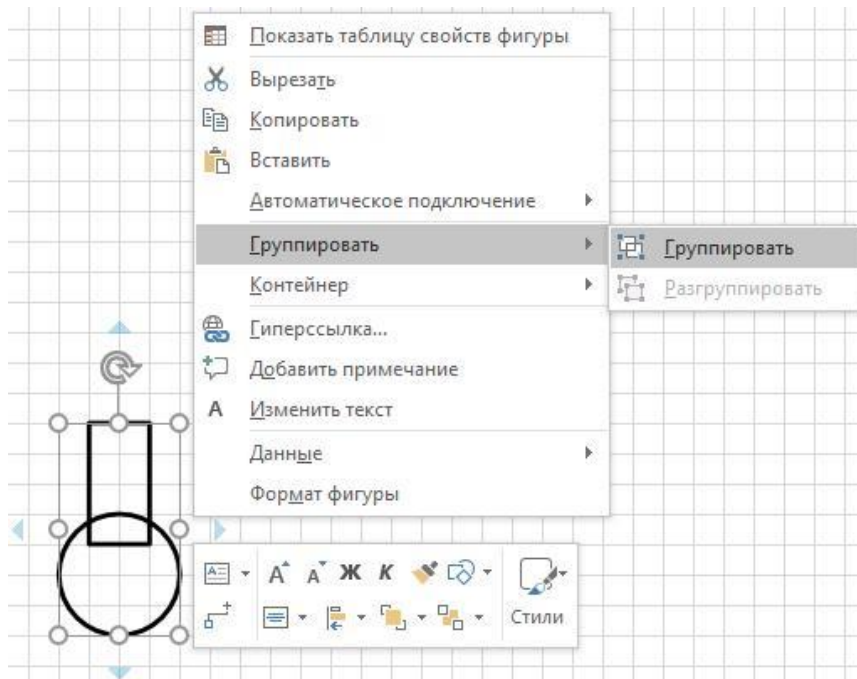 Показать таблицу свойств фигуры
Вырезать
Копировать
Вставить
Автоматическое подключение
Группировать
Группировать
Контейнер
Разгруппировать
Гиперссылка...
Добавить примечание
А Изменить текст
Данные
Формат фигуры
А А Ж К
Стили